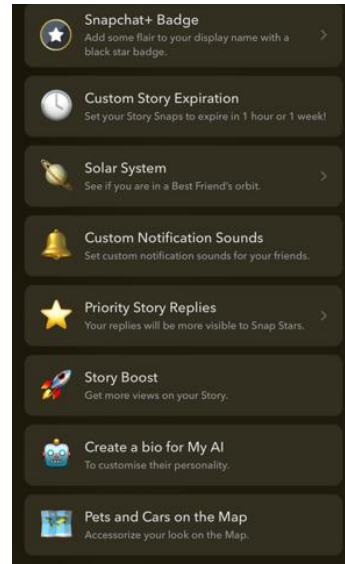 Snapchat+ Badge
Add some flair to your display name with a
black star badge.
Custom Story Expiration
Set your Story Snaps to expire in 1 hour or 1 week!
Solar System
See if you are in a Best Friend's orbit.
Custom Notification Sounds
Set custom notification sounds for your friends.
Priority Story Replies
Your replies will be more visible to Snap Stars.
Story Boost
Get more views on your Story.
Create a bio for My AI
To customise their personality.
Pets and Cars on the Map
Accessorize your look on the Map.